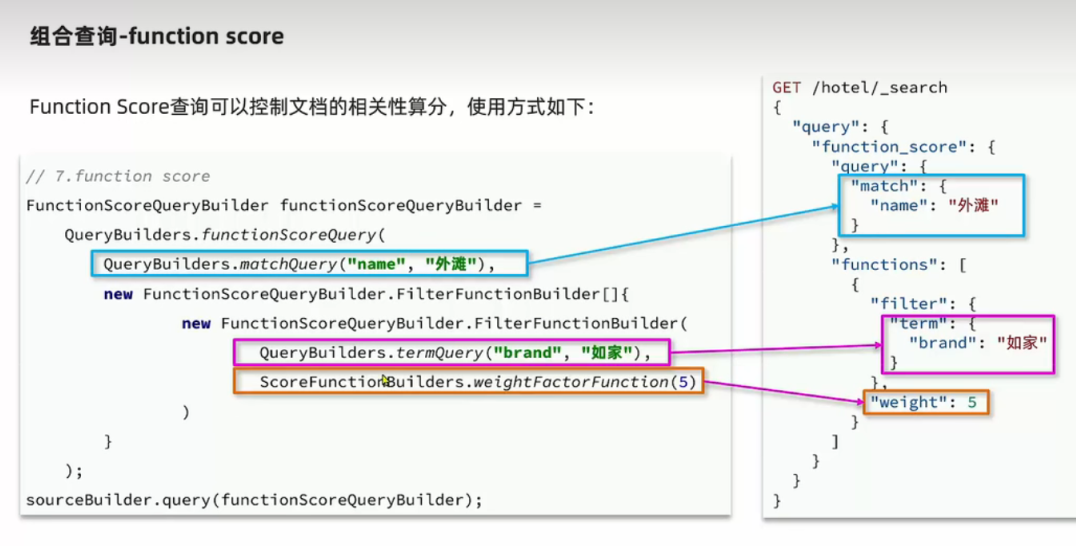 组合查询-function score
Function Score查询可以控制文档的相关性算分，使用方式如下：
// 7.function score
FunctionScoreQueryBuilder functionScoreQueryBuilder =
QueryBuilders.functionScoreQuery(
QueryBuilders.matchQuery("name", "外滩"),
new FunctionScoreQueryBuilder.FilterFunctionBuilder[]{
new FunctionScoreQueryBuilder.FilterFunctionBuilder(
QueryBuilders.termQuery("brand", "如家"),
ScoreFunctionBuilders.weightFactorFunction(5)
)
}
);
sourceBuilder.query(functionScoreQueryBuilder);
GET /hotel/_search
{
"query": {
"function_score": {
"query": {
"match": {
"name": "外滩"
}
},
"functions": [
{
"filter": {
"term": {
"brand": "如家"
}
},
"weight": 5
}
]
}
}
}